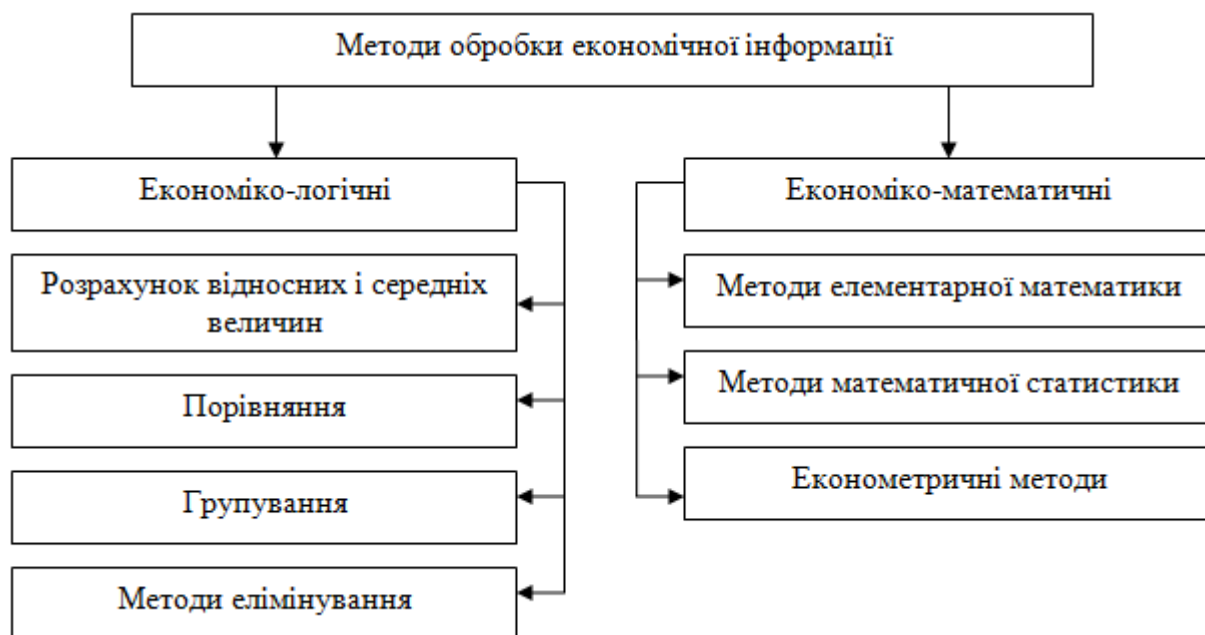 Методи обробки економічної інформації
Економіко-логічні
Розрахунок відносних і середніх
величин
Порівняння
Групування
Методи елімінування
Економіко-математичні
Методи елементарної математики
Методи математичної статистики
Економетричні методи